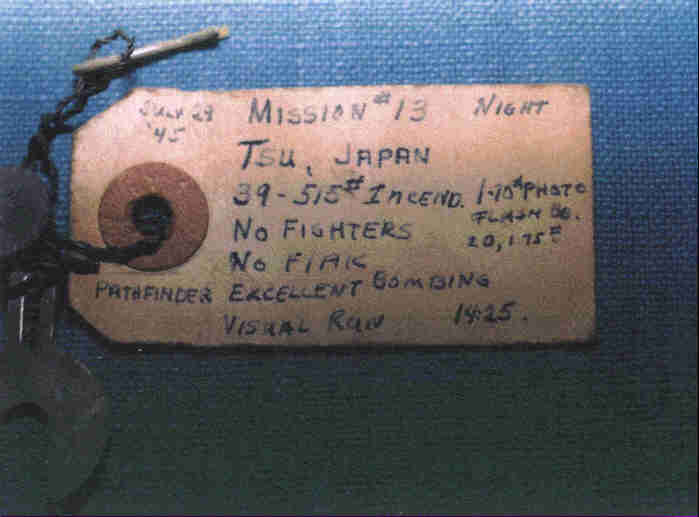 JULY 29 '45
MISSION #13 NIGHT
TSU, JAPAN
39-515# INCEND. 1-70# PHOTO
FLASH BO.
NO FIGHTERS 20,175#
NO FlAK
PATHFINDER EXCELLENT BOMBING
VISUAL RUN 14:25.